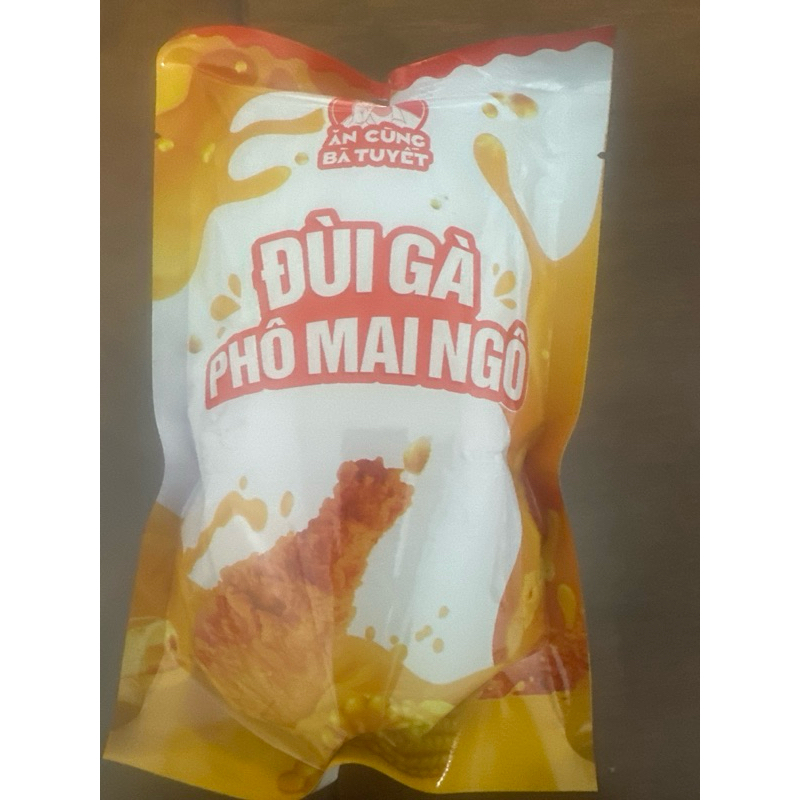 ĂN CÙNG
BÀ TUYẾT
ĐÙI GÀ
PHÔ MAI NGÔ